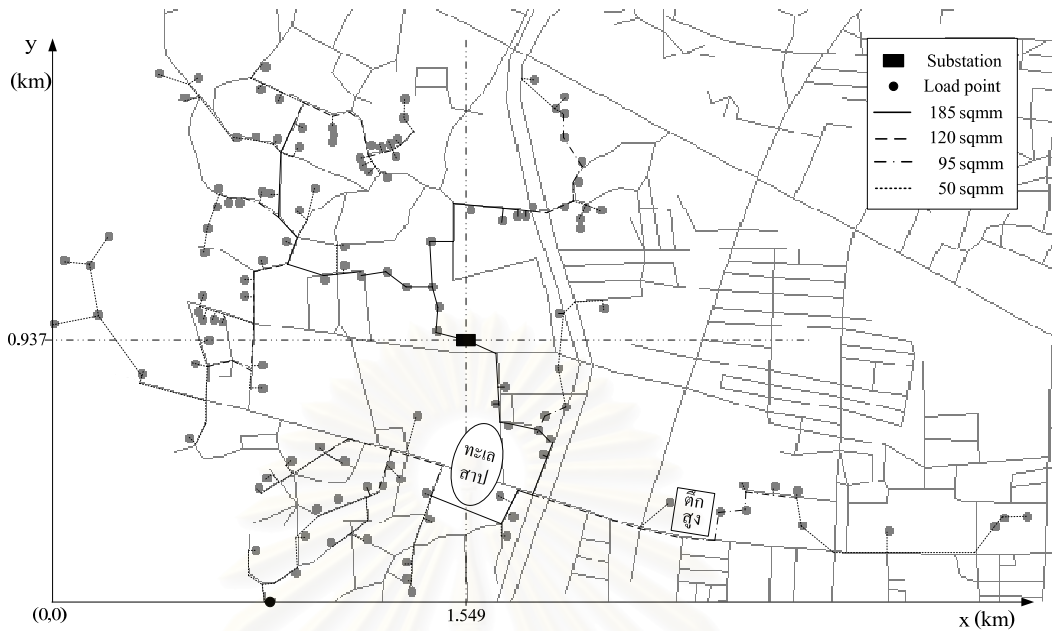 y
(km)
Substation
Load point
185 sqmm
120 sqmm
95 sqmm
50 sqmm
0.937
ทะเล
สาป
ตึก
สูง
(0,0)
1.549
x (km)